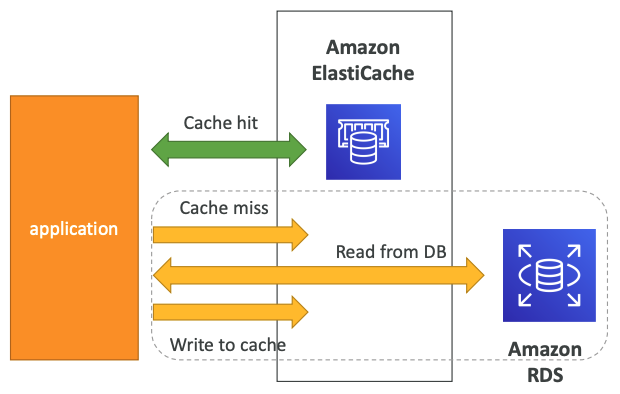 Amazon
ElastiCache
Cache hit
application
Cache miss
Read from DB
Write to cache
Amazon
RDS